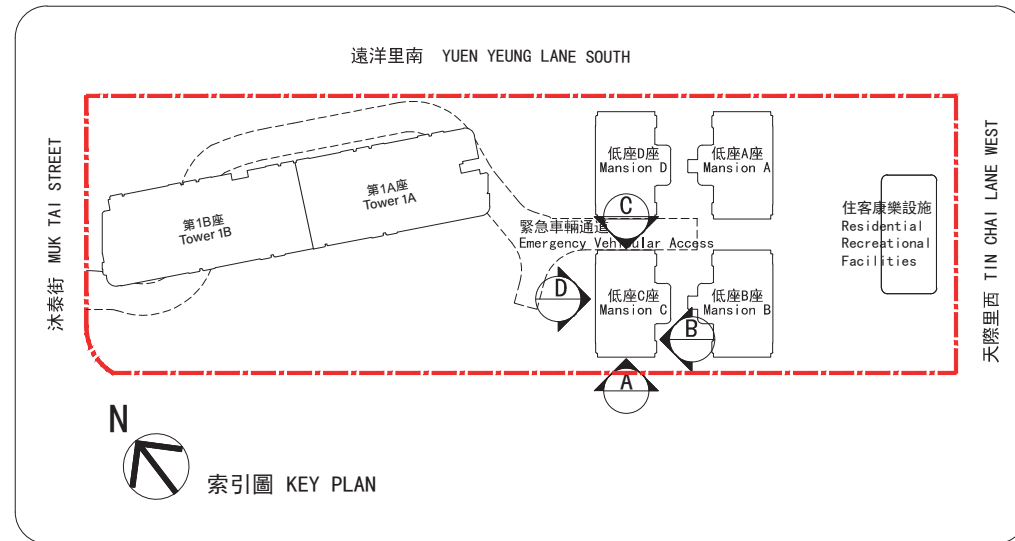 遠洋里南 YUEN YEUNG LANE SOUTH
沐泰街 MUK TAI STREET
天際里西 TIN CHAI LANE WEST
第1B座
Tower 1B
第1A座
Tower 1A
低座D座
Mansion D
低座A座
Mansion A
C
緊急車輛通道
Emergency Vehicular Access
住客康樂設施
Residential
Recreational
Facilities
D
低座C座
Mansion C
低座B座
Mansion B
B
A
N
索引圖 KEY PLAN